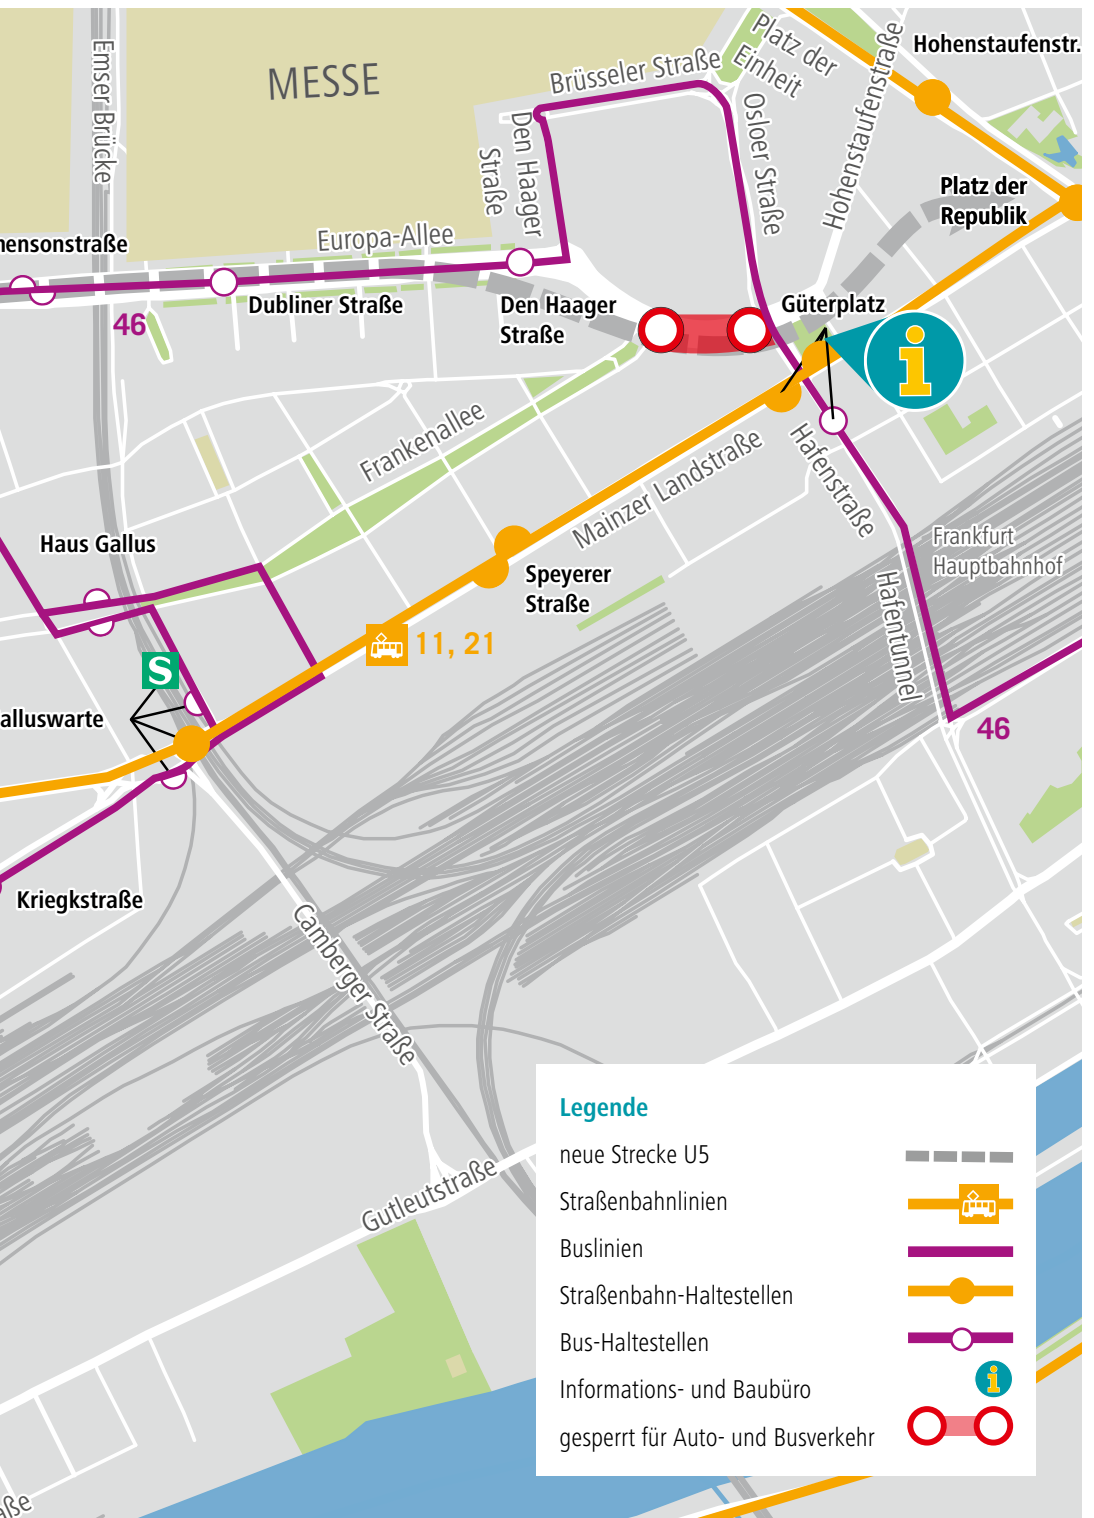 Hohenstaufenstr.
Platz der
Einheit
Hohenstaufenstraße
Emser Brücke
MESSE
Brüsseler Straße
Osloer Straße
Den Haager
Straße
Platz der
Republik
Europa-Allee
Dubliner Straße
Den Haager
Straße
Güterplatz
46
i
Frankenallee
Mainzer Landstraße
Hafenstraße
Frankfurt
Hauptbahnhof
Haus Gallus
Speyerer
Straße
Hafentunnel
11, 21
S
alluswarte
46
Kriegkstraße
Camberger Straße
Gutleutstraße
Legende
neue Strecke U5
Straßenbahnlinien
Buslinien
Straßenbahn-Haltestellen
Bus-Haltestellen
Informations- und Baubüro
i
gesperrt für Auto- und Busverkehr